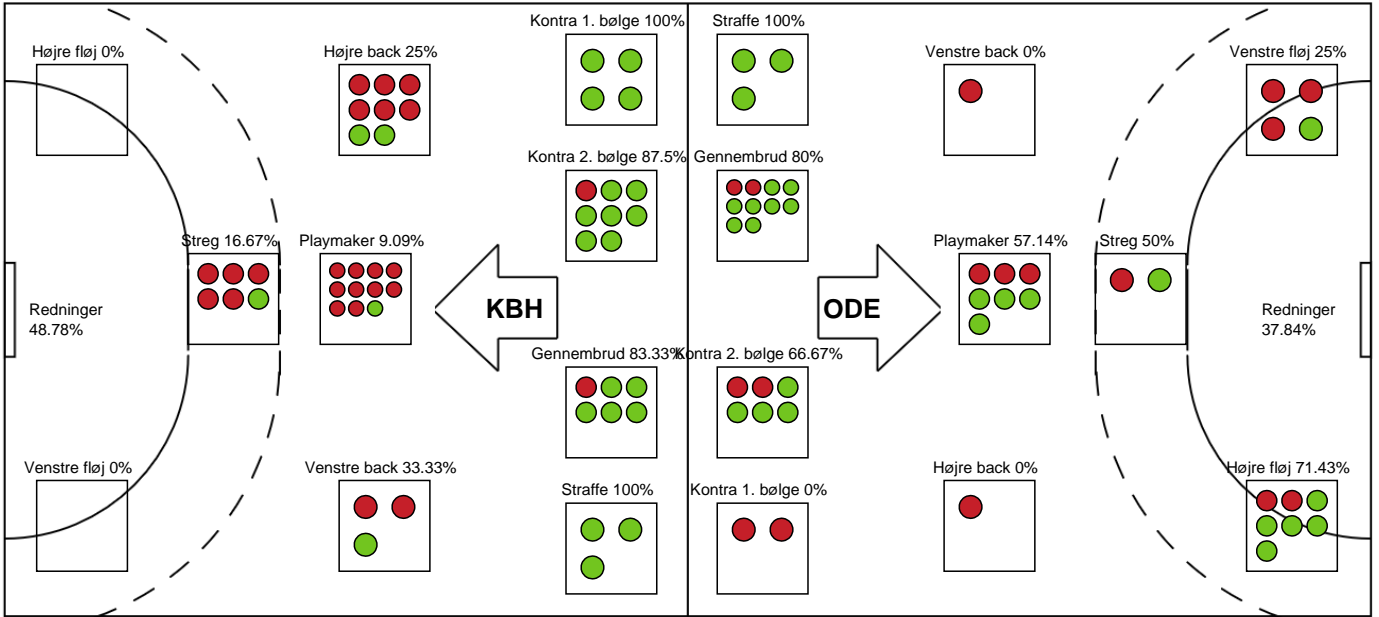 Kontra 1. bølge 100%
Straffe 100%
Højre fløj 0%
Højre back 25%
Venstre back 0%
Venstre fløj 25%
Kontra 2. bølge 87.5%
Gennembrud 80%
Streg 16.67%
Playmaker 9.09%
Playmaker 57.14%
Streg 50%
Redninger
48.78%
KBH
ODE
Redninger
37.84%
Gennembrud 83.33%
Kontra 2. bølge 66.67%
Venstre fløj 0%
Venstre back 33.33%
Højre back 0%
Højre fløj 71.43%
Straffe 100%
Kontra 1. bølge 0%